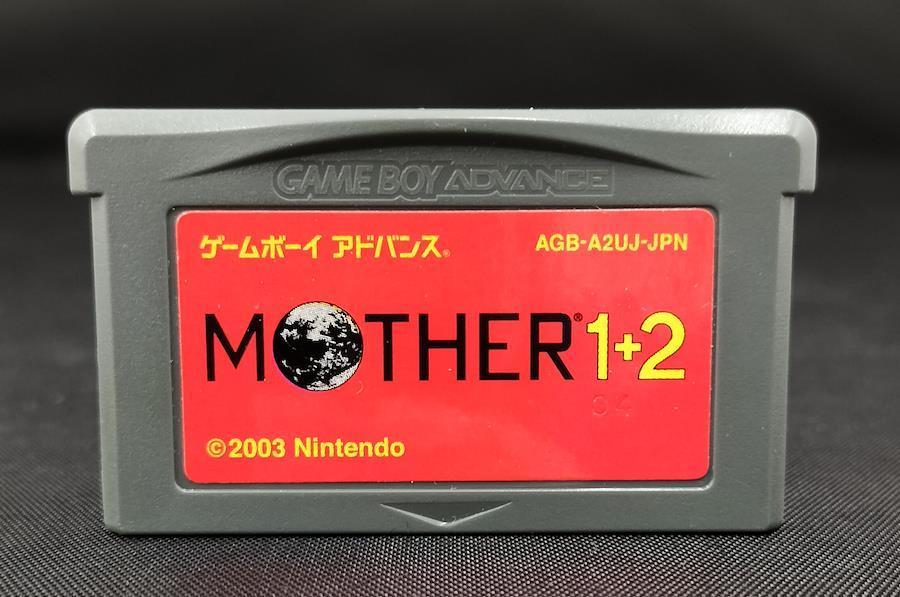 GAME BOY ADVANCE
ゲームボーイ アドバンス®
AGB-A2UJ-JPN
MOTHER® 1+2
04
©2003 Nintendo